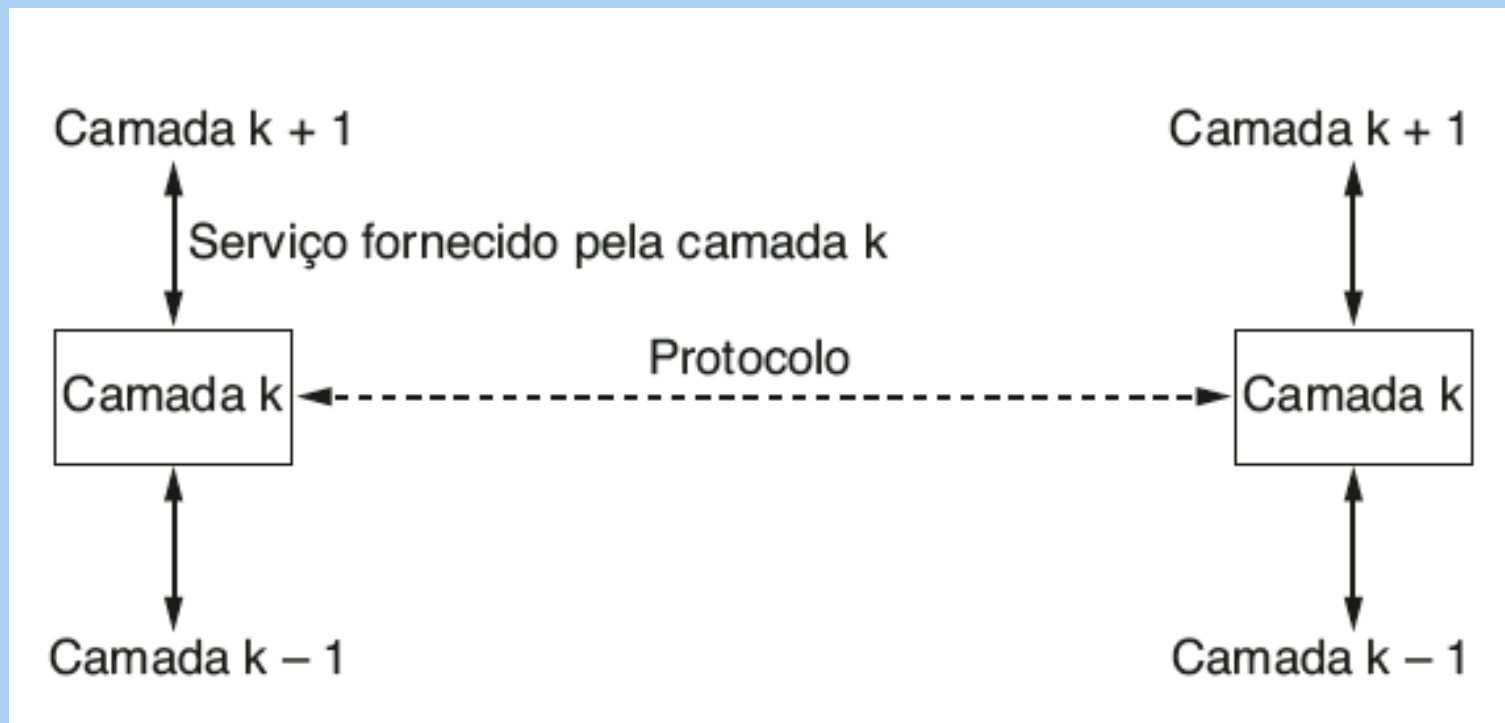 Camada k + 1
Camada k + 1
Serviço fornecido pela camada k
Protocolo
Camada k
Camada k
Camada k – 1
Camada k – 1